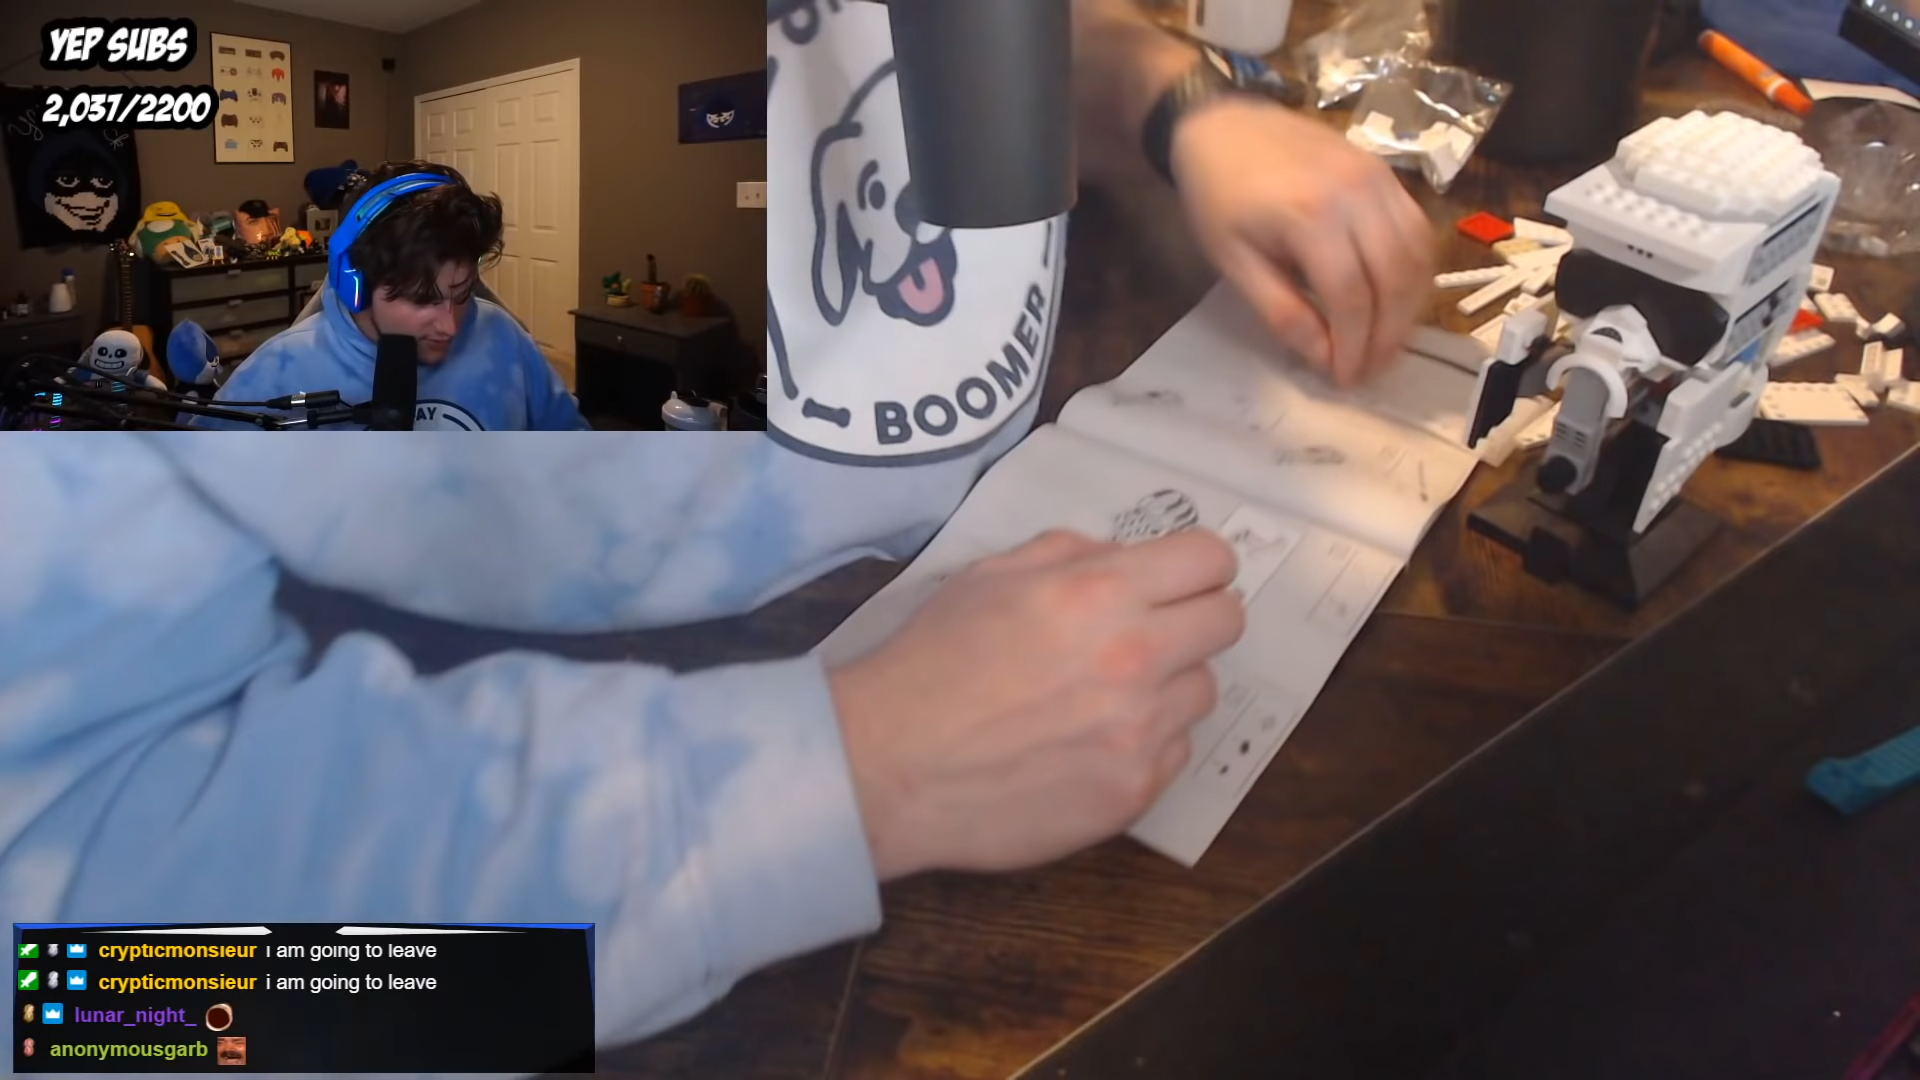 YEP SUBS
2,037/2200
BOOMER
AY
crypticmonsieur i am going to leave
crypticmonsieur i am going to leave
lunar_night_
anonymousgarb